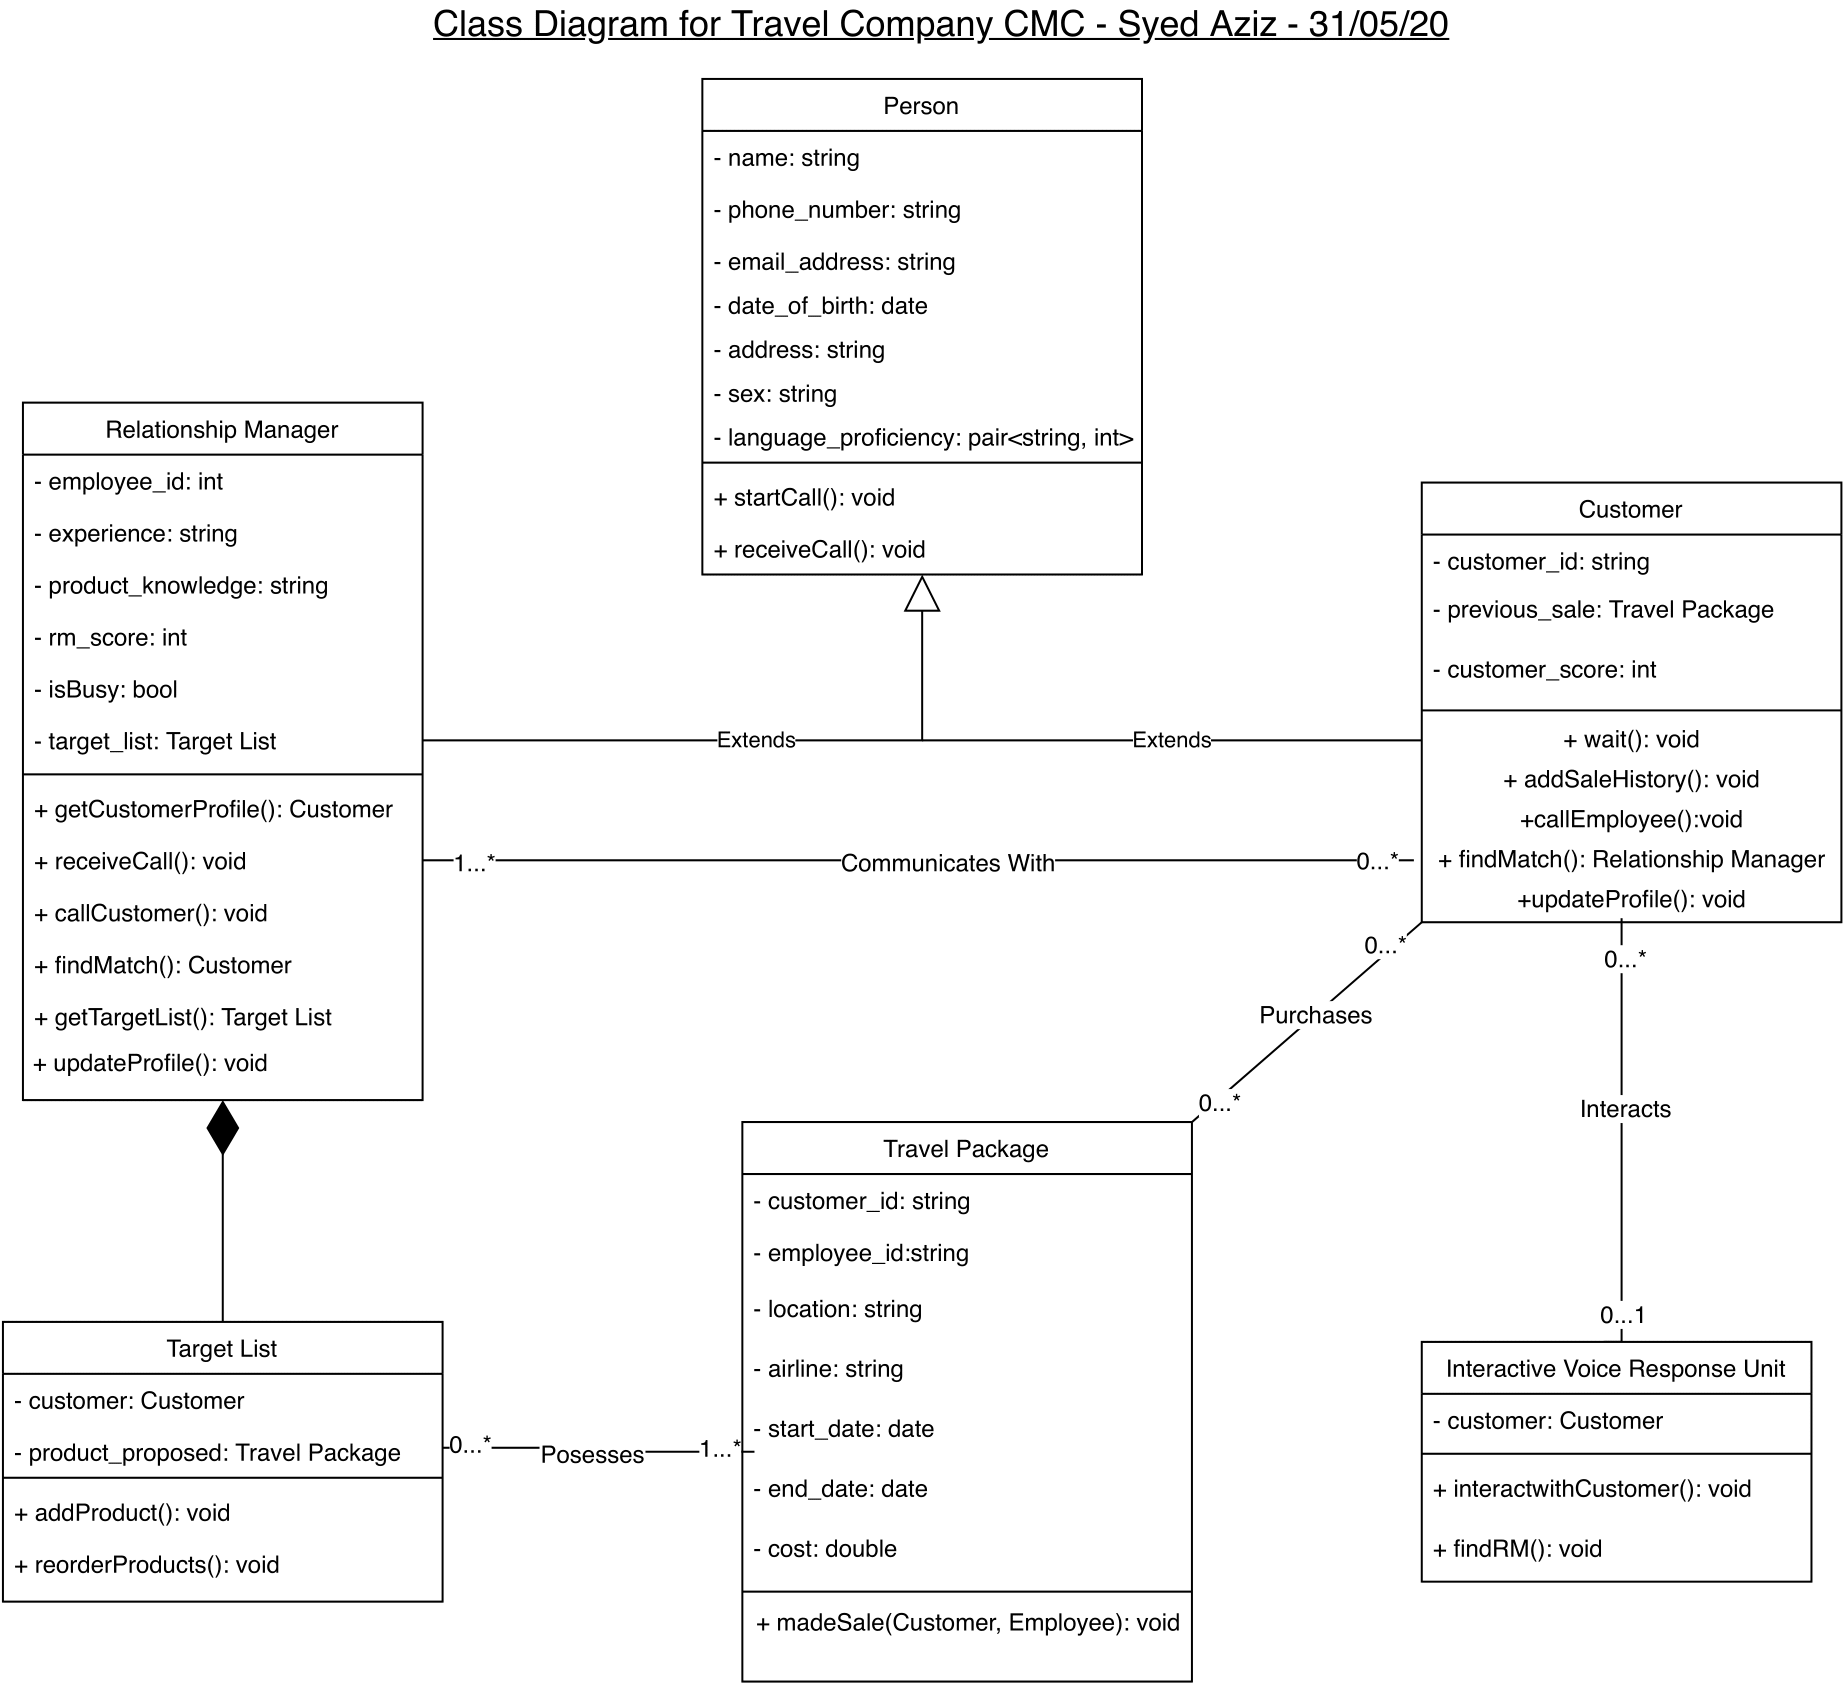 Class Diagram for Travel Company CMC - Syed Aziz - 31/05/20
Person
- name: string
- phone_number: string
- email_address: string
- date_of_birth: date
- address: string
- sex: string
- language_proficiency: pair<string, int>
+ startCall(): void
+ receiveCall(): void
Relationship Manager
- employee_id: int
- experience: string
- product_knowledge: string
- rm_score: int
- isBusy: bool
- target_list: Target List
+ getCustomerProfile(): Customer
+ receiveCall(): void
+ callCustomer(): void
+ findMatch(): Customer
+ getTargetList(): Target List
+ updateProfile(): void
Extends
Extends
1...*
Communicates With
0...*
Customer
- customer_id: string
- previous_sale: Travel Package
- customer_score: int
+ wait(): void
+ addSaleHistory(): void
+callEmployee():void
+ findMatch(): Relationship Manager
+updateProfile(): void
0...*
Purchases
0...*
0...*
Interacts
0...1
Travel Package
- customer_id: string
- employee_id:string
- location: string
- airline: string
- start_date: date
- end_date: date
- cost: double
+ madeSale(Customer, Employee): void
Target List
- customer: Customer
- product_proposed: Travel Package
+ addProduct(): void
+ reorderProducts(): void
0...*
Posesses
1...*
Interactive Voice Response Unit
- customer: Customer
+ interactwithCustomer(): void
+ findRM(): void